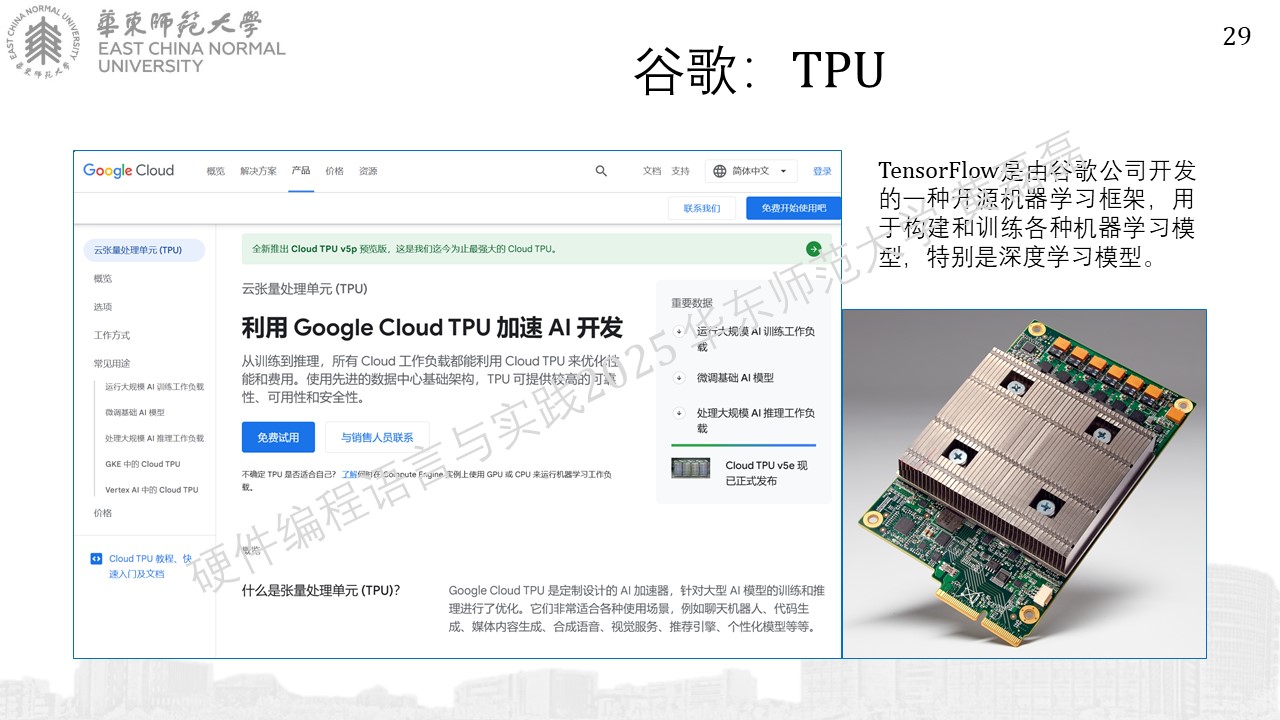 華東師範大學
EAST CHINA NORMAL
UNIVERSITY
EAST CHINA NORMAL UNIVERSITY
華東师范大学
29
谷歌：TPU
Google Cloud
概览 解决方案 产品 价格 资源
文档 支持 简体中文 登录
联系我们 免费开始使用吧
云张量处理单元 (TPU)
概览
选项
工作方式
常见用途
运行大规模 AI 训练工作负载
微调基础 AI 模型
处理大规模 AI 推理工作负载
GKE 中的 Cloud TPU
Vertex AI 中的 Cloud TPU
价格
Cloud TPU 教程、快
速入门及文档
全新推出 Cloud TPU v5p 预览版，这是我们迄今为止最强大的 Cloud TPU。
云张量处理单元 (TPU)
利用 Google Cloud TPU 加速 AI 开发
从训练到推理，所有 Cloud 工作负载都能利用 Cloud TPU 来优化性
能和费用。使用先进的数据中心基础架构，TPU 可提供较高的可靠
性、可用性和安全性。
免费试用 与销售人员联系
不确定 TPU 是否适合自己？了解何时在 Compute Engine 实例上使用 GPU 或 CPU 来运行机器学习工作负
载。
重要数据
运行大规模 AI 训练工作负
载
微调基础 AI 模型
处理大规模 AI 推理工作负
载
Cloud TPU v5e 现
已正式发布
概览
什么是张量处理单元 (TPU)？
Google Cloud TPU 是定制设计的 AI 加速器，针对大型 AI 模型的训练和推
理进行了优化。它们非常适合各种使用场景，例如聊天机器人、代码生
成、媒体内容生成、合成语音、视觉服务、推荐引擎、个性化模型等等。
TensorFlow是由谷歌公司开发
的一种开源机器学习框架，用
于构建和训练各种机器学习模
型，特别是深度学习模型。